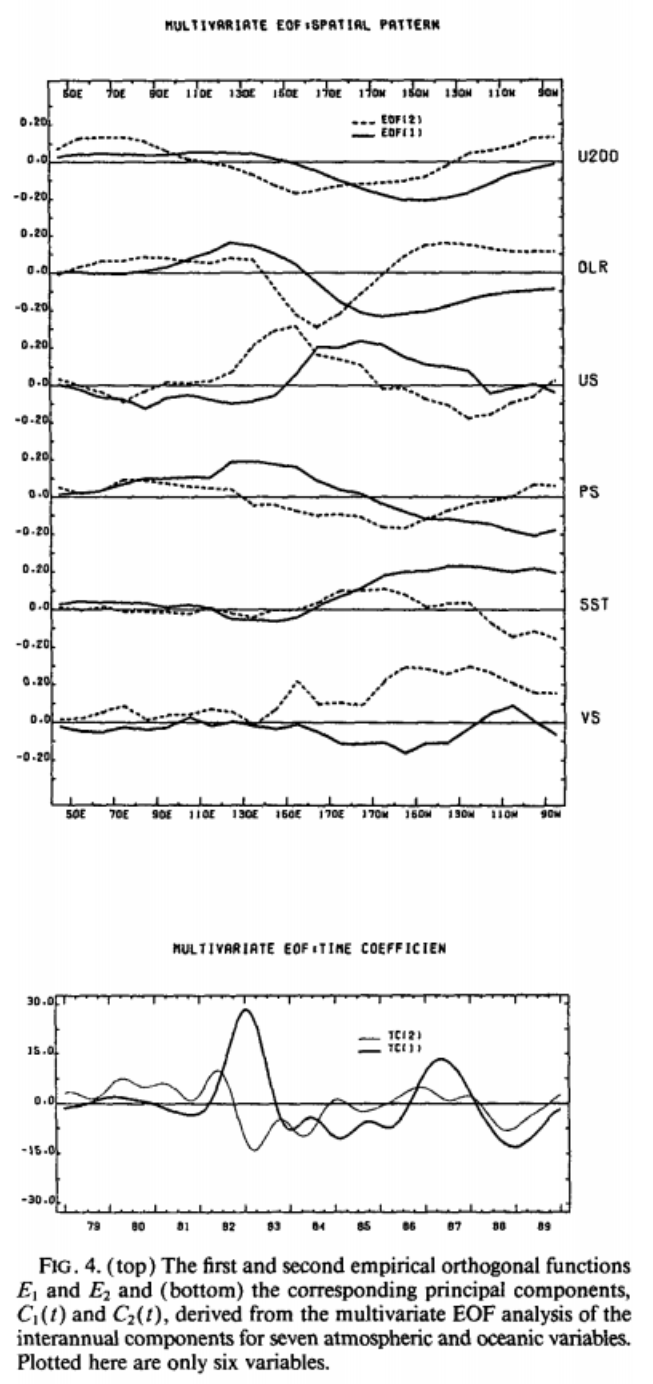 MULTIVARIATE EOF:SPATIAL PATTERN
50E 70E 90E 110E 130E 150E 170E 170W 150W 130W 110W 90W
EOF(2)
EOF(1)
0.20
0.0
-0.20
U200
0.20
0.0
-0.20
OLR
0.20
0.0
-0.20
US
0.20
0.0
-0.20
PS
0.20
0.0
-0.20
SST
0.20
0.0
-0.20
VS
50E 70E 90E 110E 130E 150E 170E 170W 150W 130W 110W 90W
MULTIVARIATE EOF:TIME COEFFICIEN
30.0
15.0
0.0
-15.0
-30.0
TC(2)
TC(1)
79 80 81 82 83 84 85 86 87 88 89
FIG. 4. (top) The first and second empirical orthogonal functions
E1 and E2 and (bottom) the corresponding principal components,
C1(t) and C2(t), derived from the multivariate EOF analysis of the
interannual components for seven atmospheric and oceanic variables.
Plotted here are only six variables.